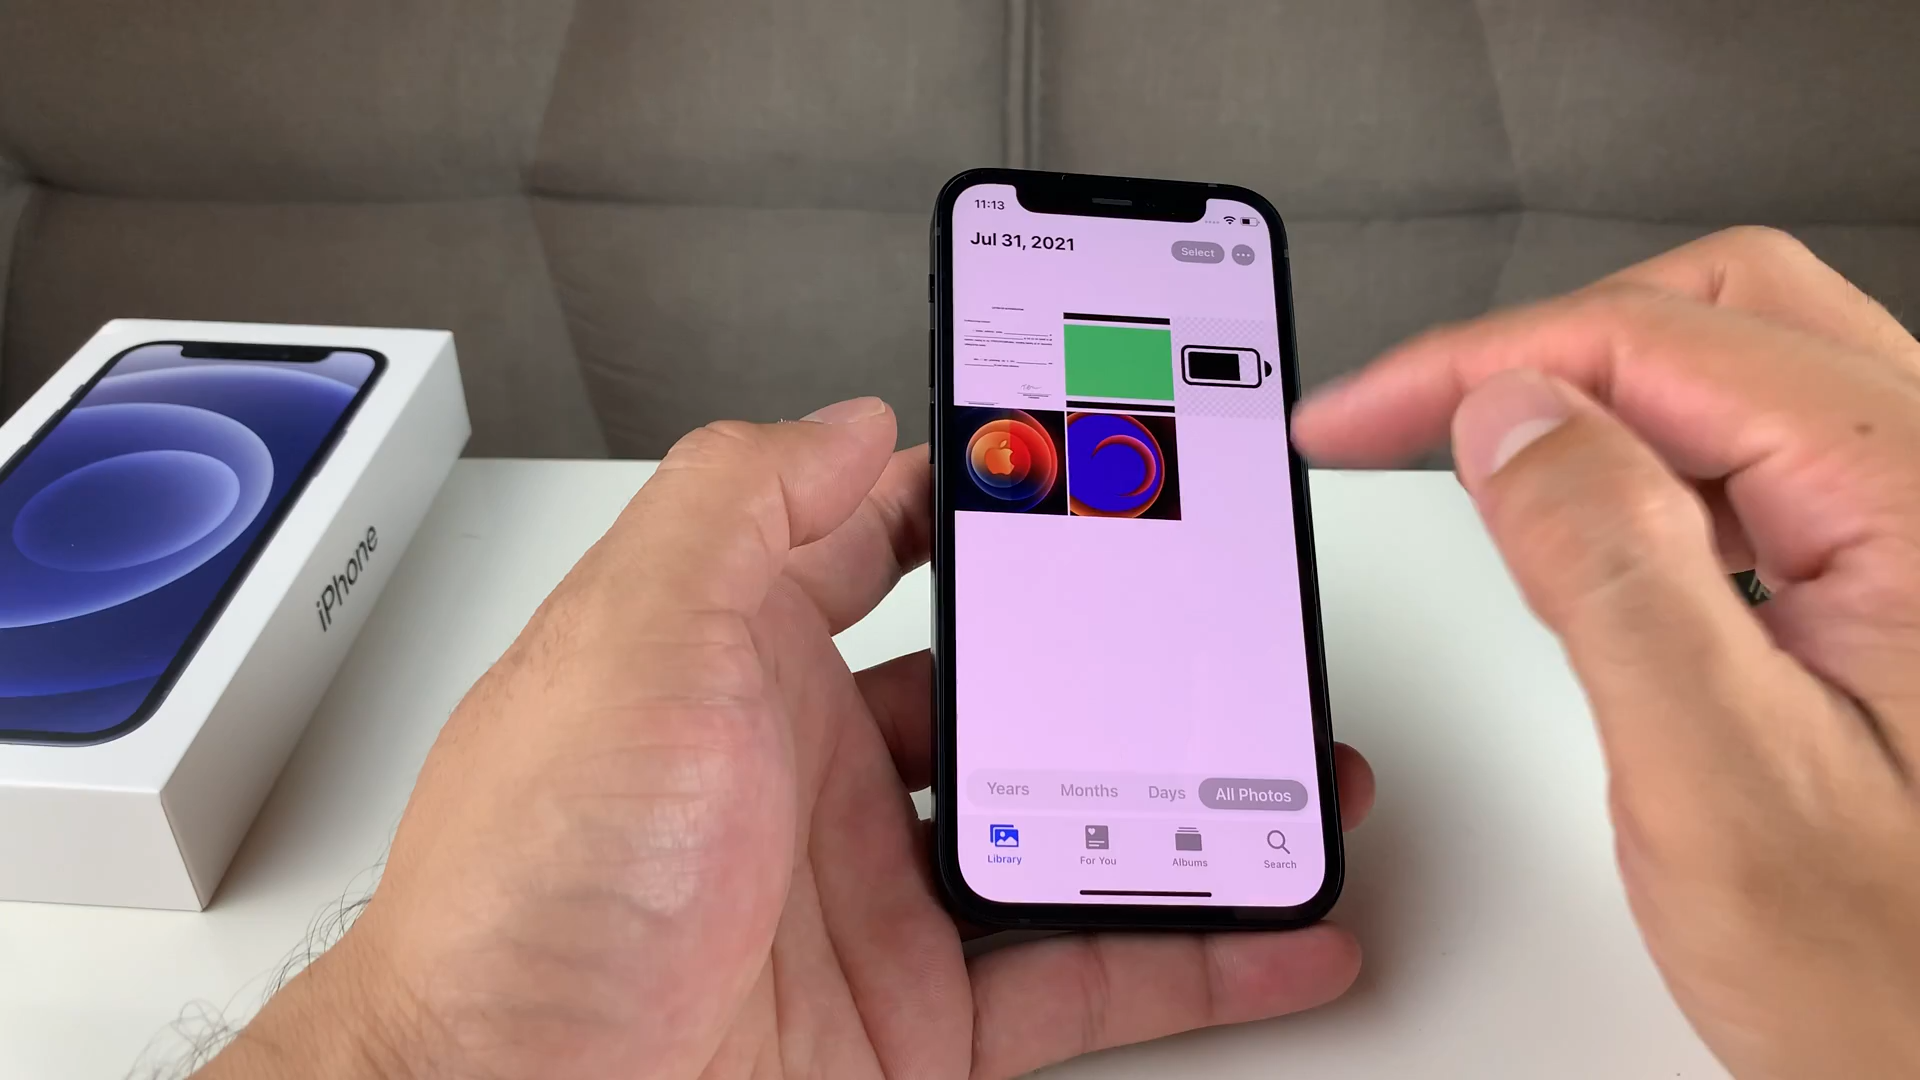 11:13
Jul 31, 2021
Select
Years Months Days All Photos
Library For You Albums Search
iPhone